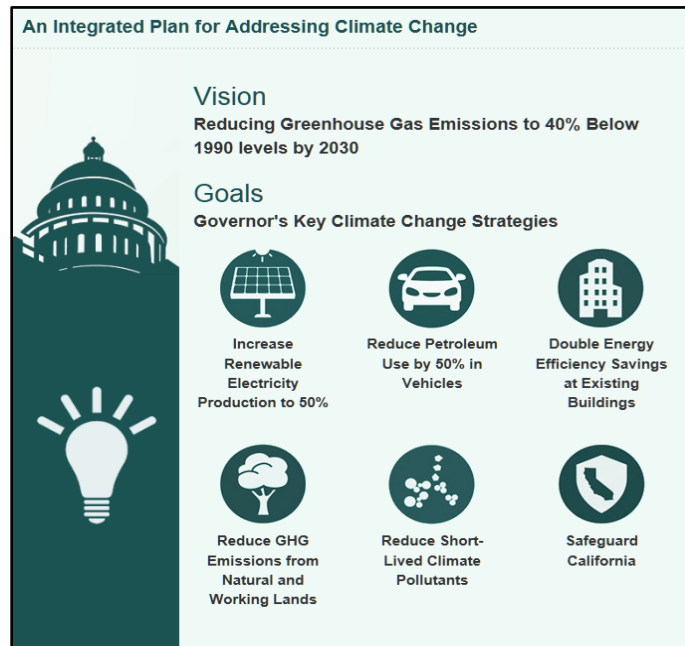 An Integrated Plan for Addressing Climate Change
Vision
Reducing Greenhouse Gas Emissions to 40% Below
1990 levels by 2030
Goals
Governor's Key Climate Change Strategies
Increase
Renewable
Electricity
Production to 50%
Reduce Petroleum
Use by 50% in
Vehicles
Double Energy
Efficiency Savings
at Existing
Buildings
Reduce GHG
Emissions from
Natural and
Working Lands
Reduce Short-
Lived Climate
Pollutants
Safeguard
California